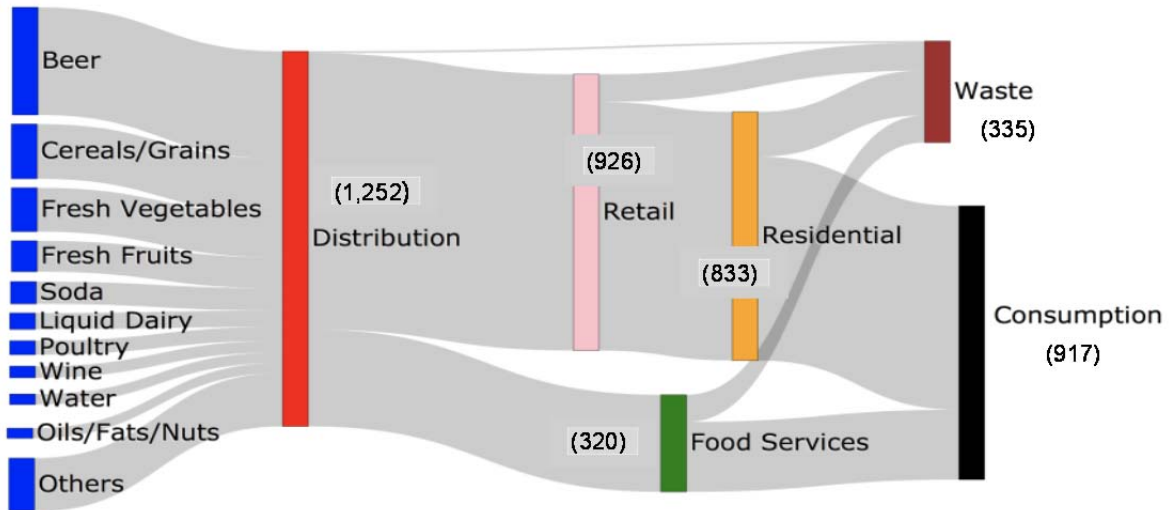 Beer
Cereals/Grains
Fresh Vegetables
Fresh Fruits
Soda
Liquid Dairy
Poultry
Wine
Water
Oils/Fats/Nuts
Others
(1,252)
Distribution
(926)
Retail
Residential
(833)
(320)
Food Services
Waste
(335)
Consumption
(917)